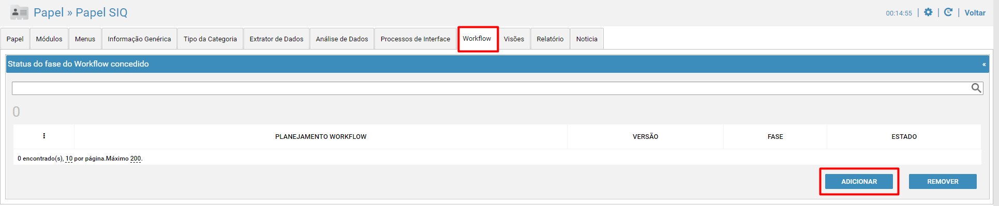 Papel » Papel SIQ
00:14:55 | | | Voltar
Papel Módulos Menus Informação Genérica Tipo da Categoria Extrator de Dados Análise de Dados Processos de Interface Workflow Visões Relatório Noticia
Status do fase do Workflow concedido «
0
PLANEJAMENTO WORKFLOW VERSÃO FASE ESTADO
0 encontrado(s), 10 por página.Máximo 200.
ADICIONAR REMOVER